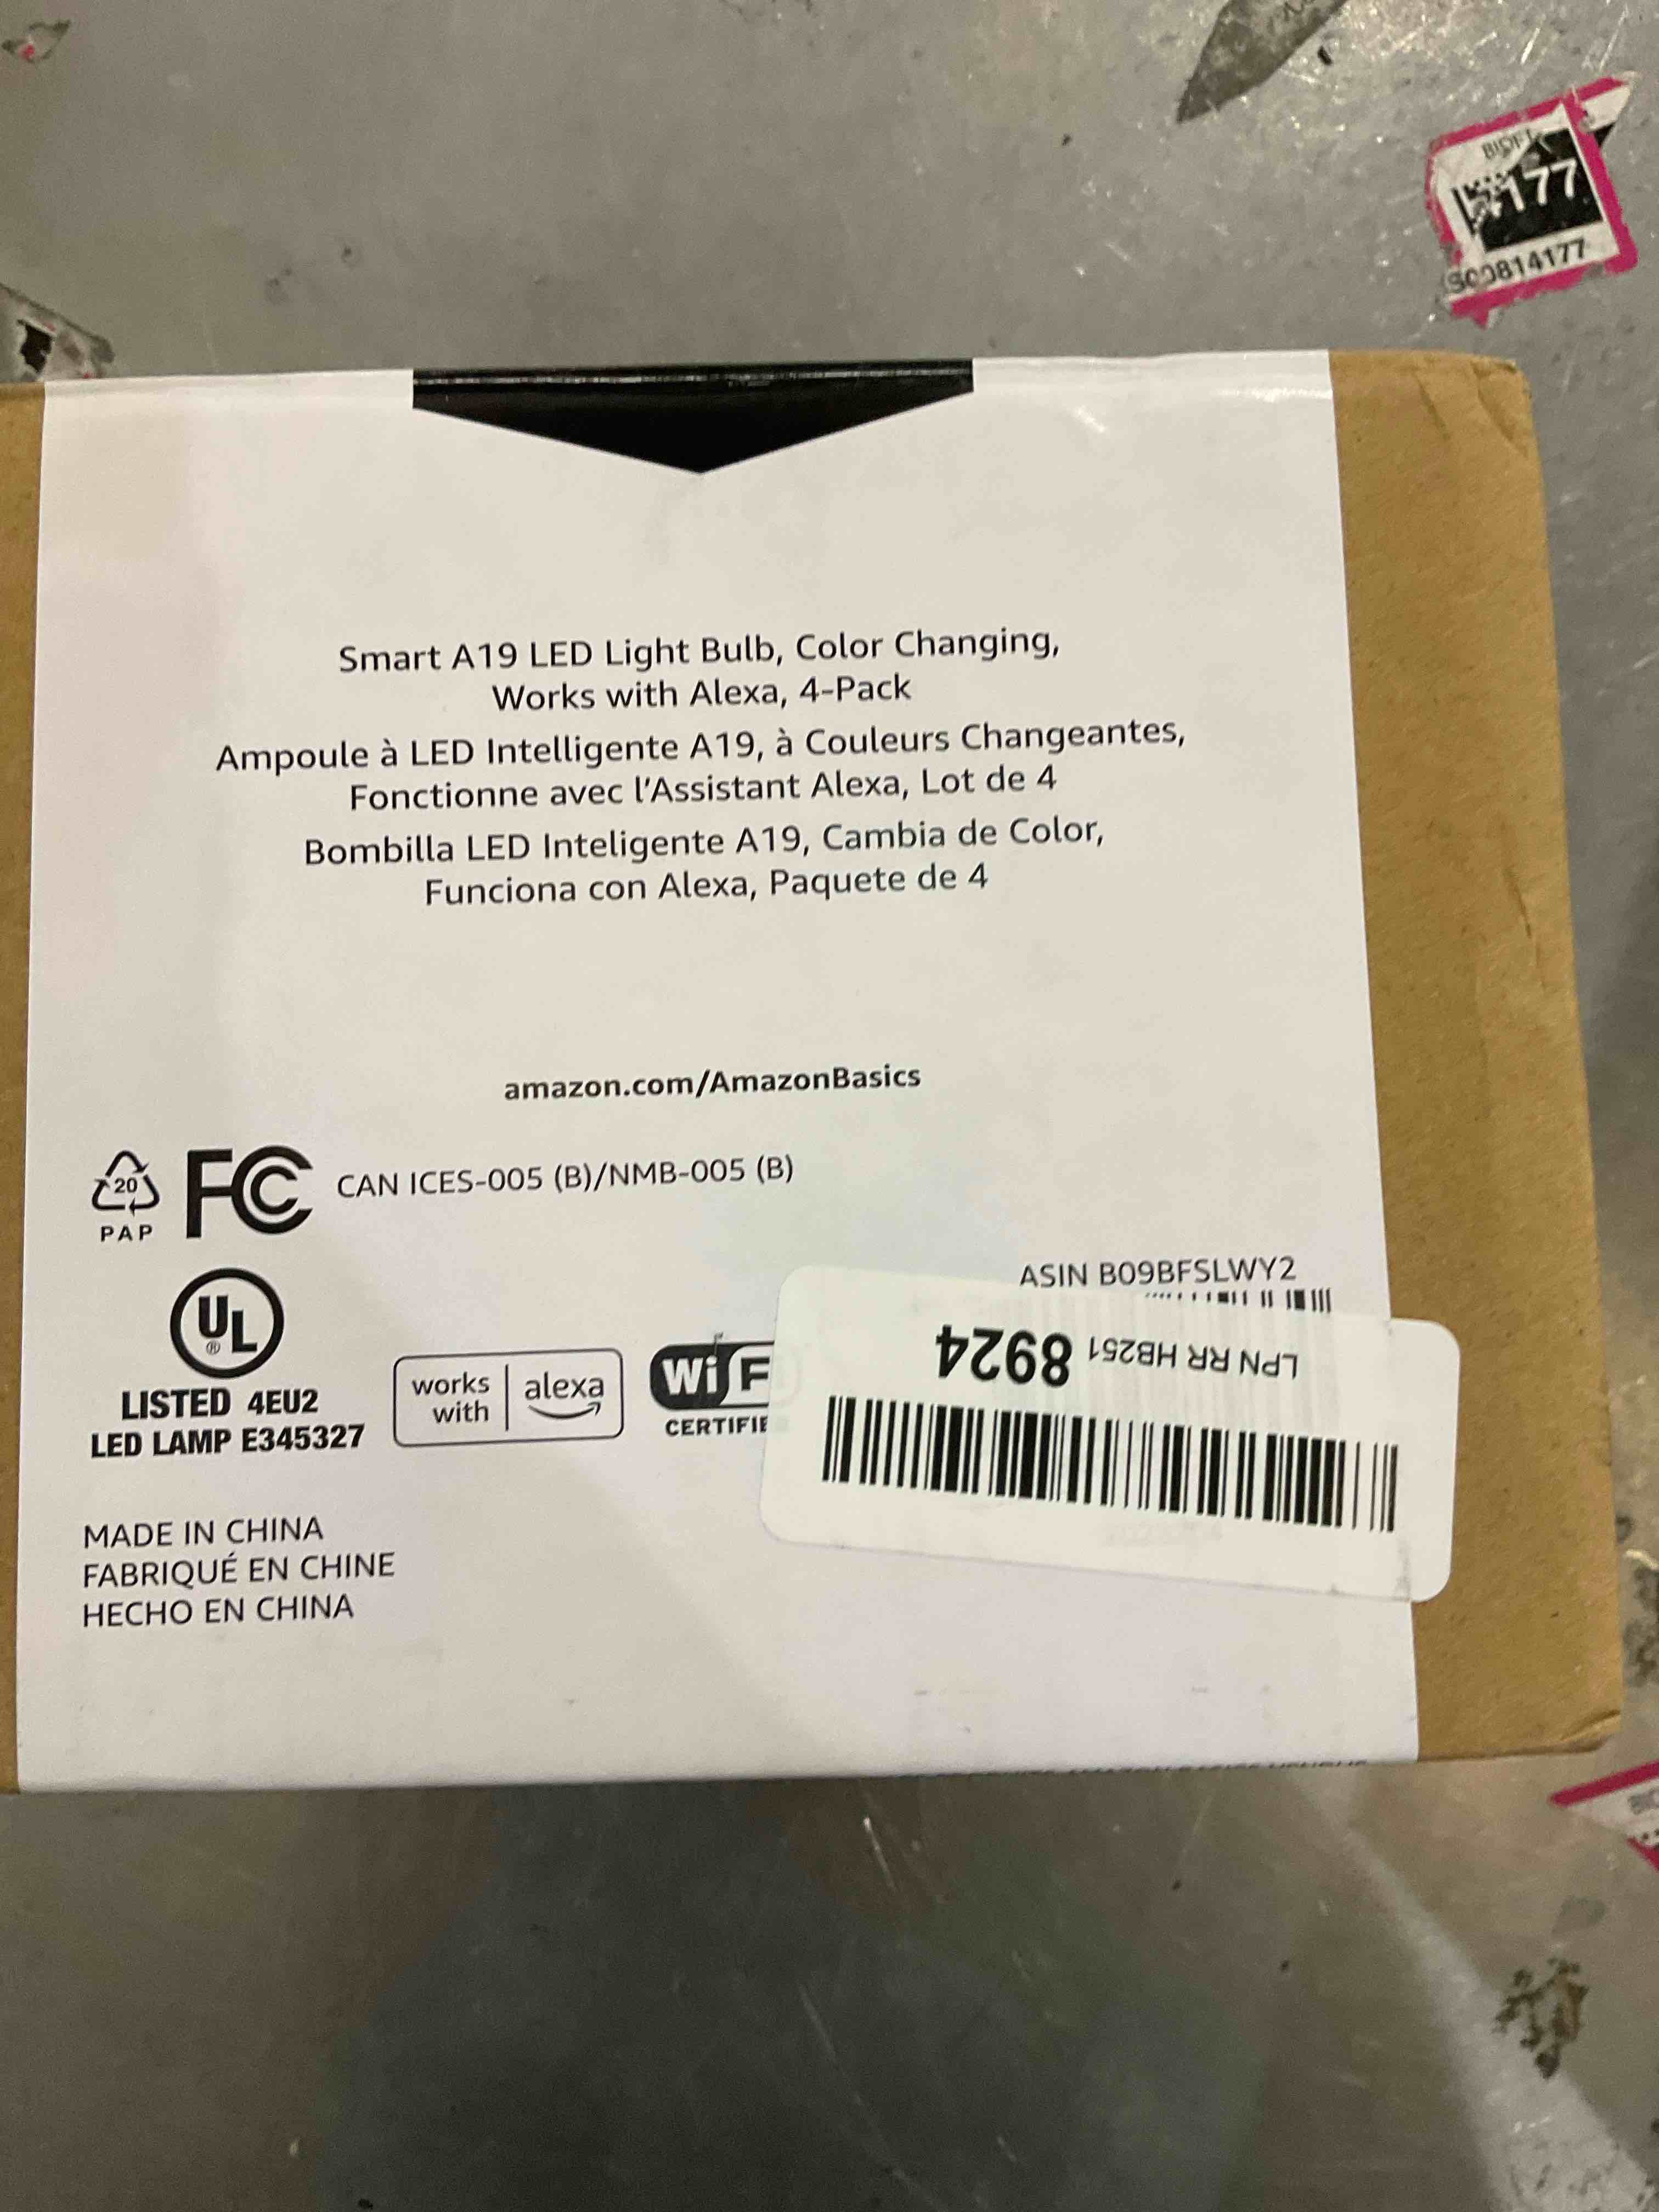 177
S00814177
Smart A19 LED Light Bulb, Color Changing,
Works with Alexa, 4-Pack
Ampoule à LED Intelligente A19, à Couleurs Changeantes,
Fonctionne avec l'Assistant Alexa, Lot de 4
Bombilla LED Inteligente A19, Cambia de Color,
Funciona con Alexa, Paquete de 4
amazon.com/AmazonBasics
20
PAP
FC CAN ICES-005 (B)/NMB-005 (B)
UL
®
LISTED 4EU2
LED LAMP E345327
works with alexa
WiF
CERTIFIE
ASIN B09BFSLWY2
LPN RR HB251 8924
MADE IN CHINA
FABRIQUÉ EN CHINE
HECHO EN CHINA